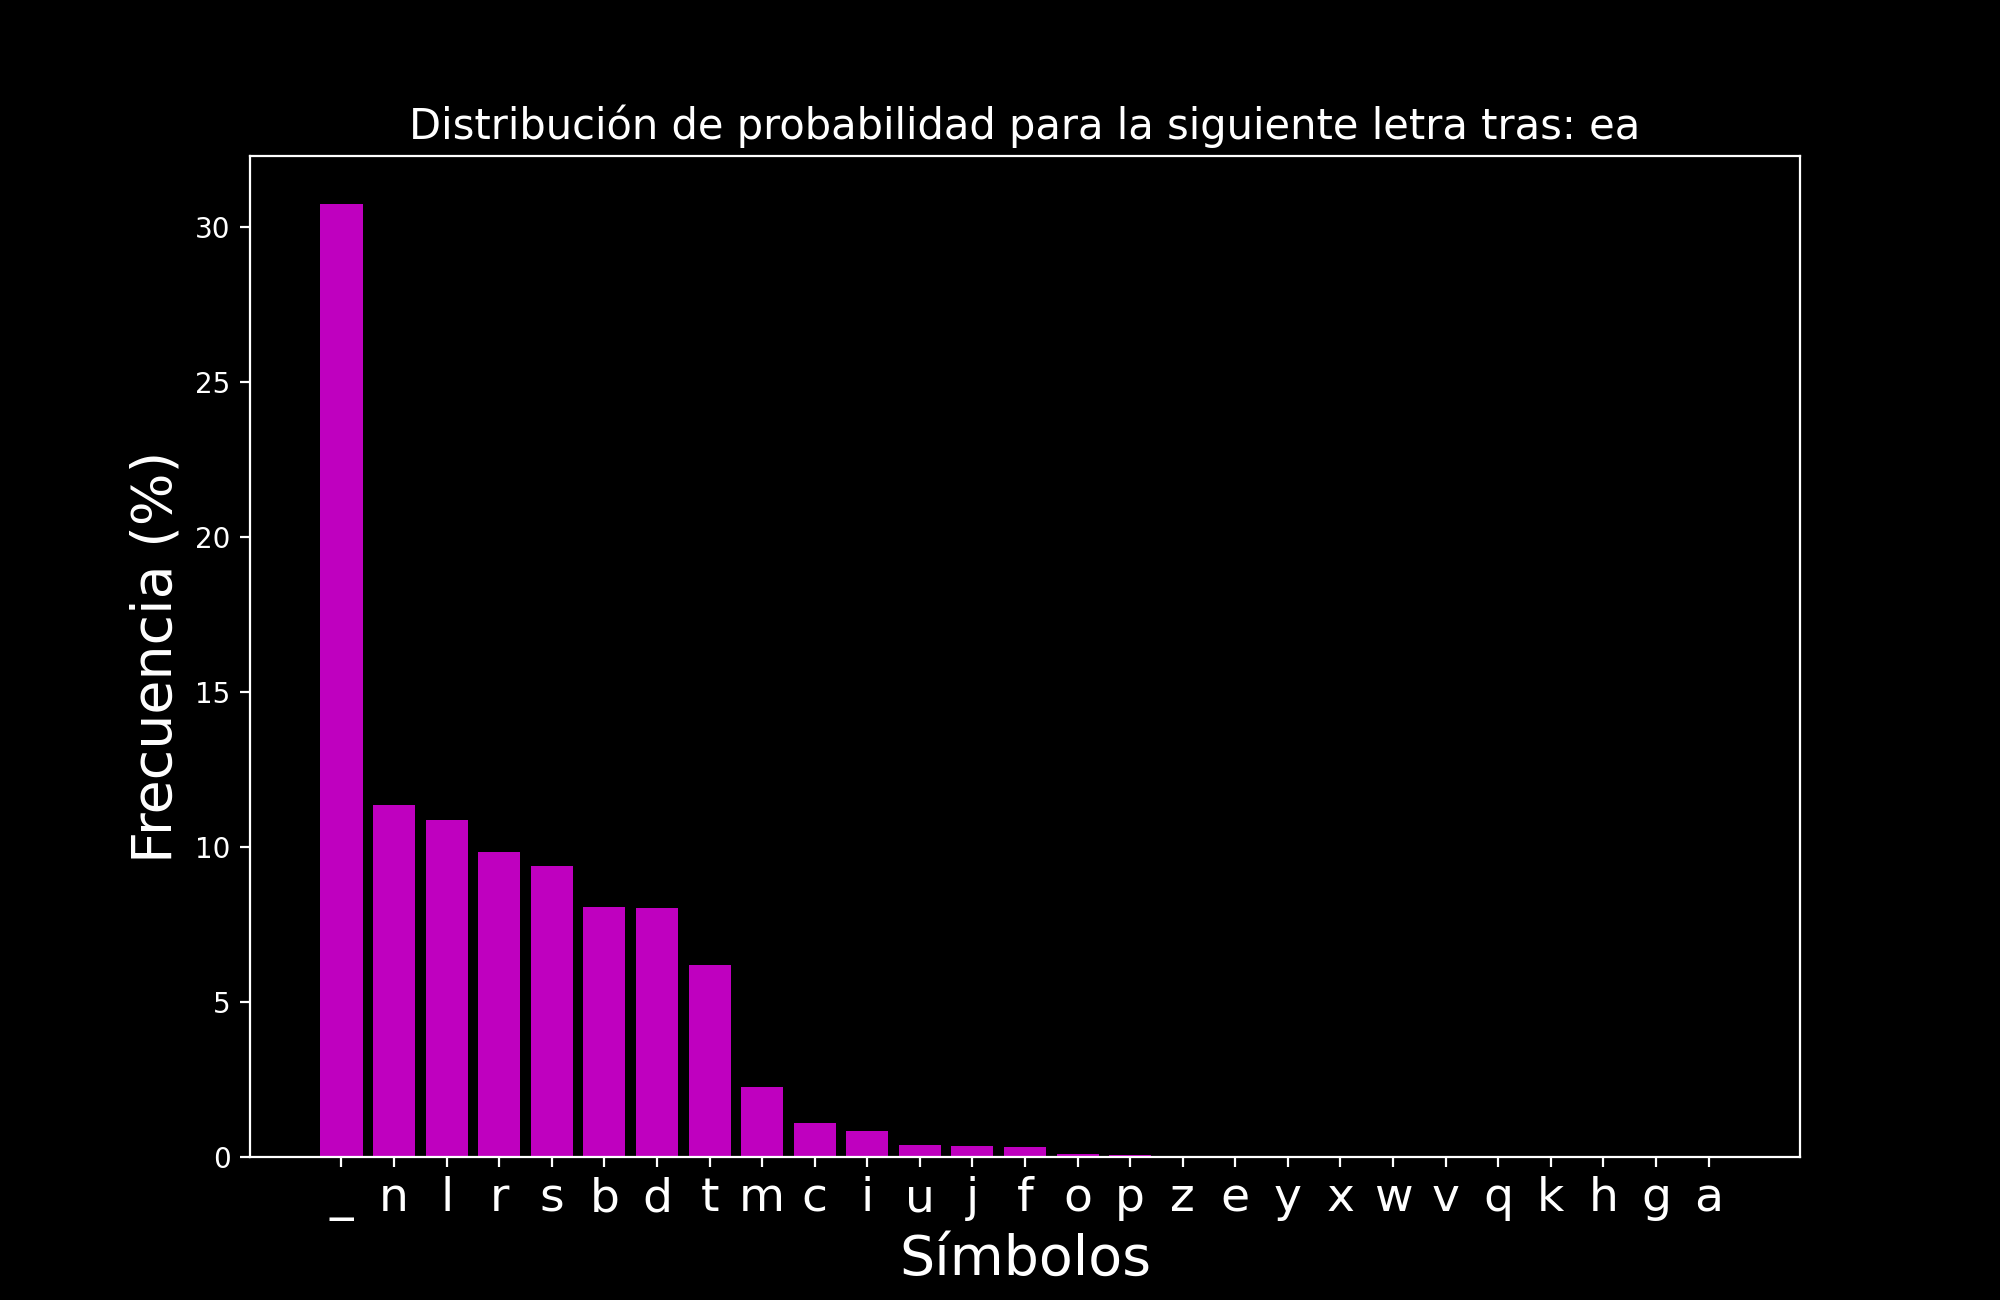 Distribución de probabilidad para la siguiente letra tras: ea
30
25
20
15
10
5
0
Frecuencia (%)
_ n l r s b d t m c i u j f o p z e y x w v q k h g a
Símbolos